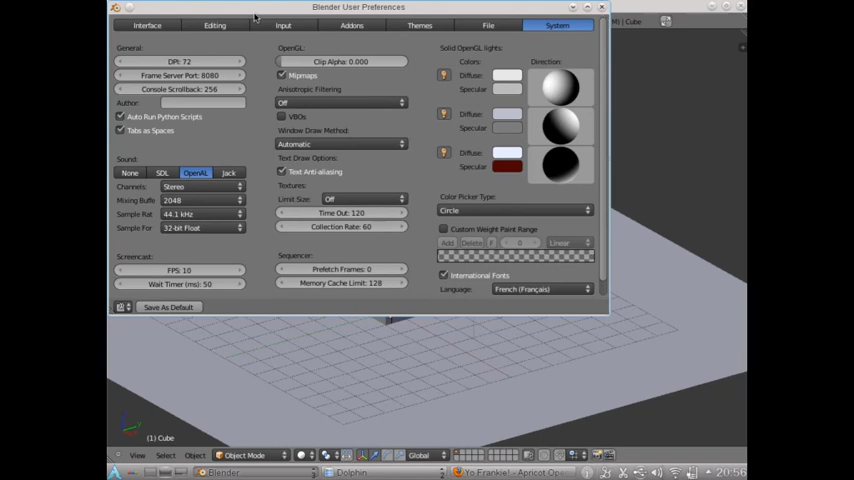 Blender User Preferences
) | Cube
Interface Editing Input Addons Themes File System
General: OpenGL: Solid OpenGL lights:
DPI: 72 Clip Alpha: 0.000 Colors: Direction:
Frame Server Port: 8080 Mipmaps Diffuse:
Console Scrollback: 256 Anisotropic Filtering Specular
Author: Off
Auto Run Python Scripts VBOs Diffuse:
Tabs as Spaces Window Draw Method: Specular
Automatic
Sound: Text Draw Options: Diffuse:
None SDL OpenAL Jack Text Anti-aliasing Specular
Channels: Stereo Textures:
Mixing Buffe 2048 Limit Size: Off Color Picker Type:
Sample Rat 44.1 kHz Time Out: 120 Circle
Sample For 32-bit Float Collection Rate: 60 Custom Weight Paint Range
Add Delete F 0 Linear
Screencast: Sequencer:
FPS: 10 Prefetch Frames: 0 International Fonts
Wait Timer (ms): 50 Memory Cache Limit: 128 Language: French (Français)
Save As Default
(1) Cube
View Select Object Object Mode Global
Blender Dolphin Yo Frankie! - Apricot Open 20:56